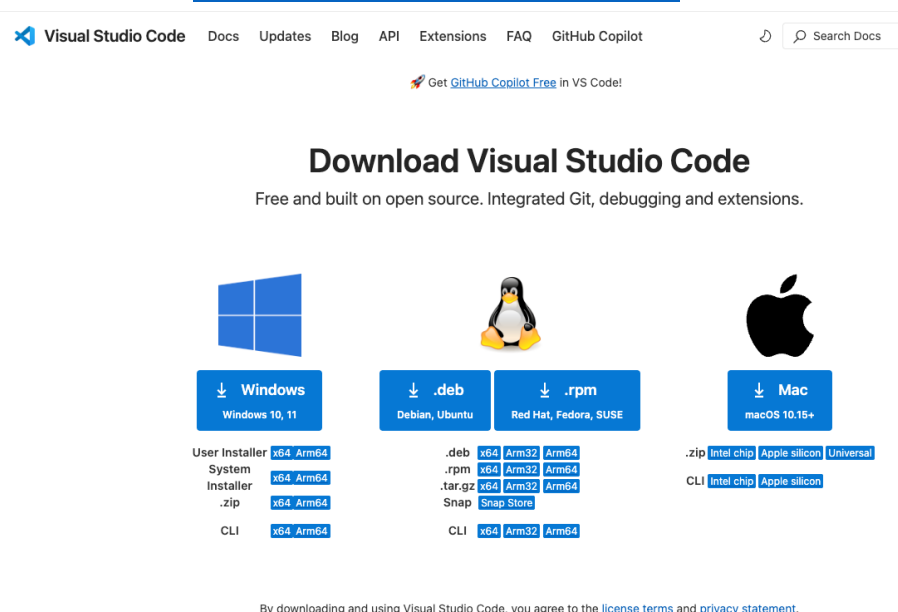 Visual Studio Code Docs Updates Blog API Extensions FAQ GitHub Copilot Search Docs
🚀 Get GitHub Copilot Free in VS Code!
Download Visual Studio Code
Free and built on open source. Integrated Git, debugging and extensions.
Windows
Windows 10, 11
User Installer x64 Arm64
System
Installer x64 Arm64
.zip x64 Arm64
CLI x64 Arm64
.deb
Debian, Ubuntu
.rpm
Red Hat, Fedora, SUSE
.deb x64 Arm32 Arm64
.rpm x64 Arm32 Arm64
.tar.gz x64 Arm32 Arm64
Snap Snap Store
CLI x64 Arm32 Arm64
Mac
macOS 10.15+
.zip Intel chip Apple silicon Universal
CLI Intel chip Apple silicon
By downloading and using Visual Studio Code, you agree to the license terms and privacy statement.